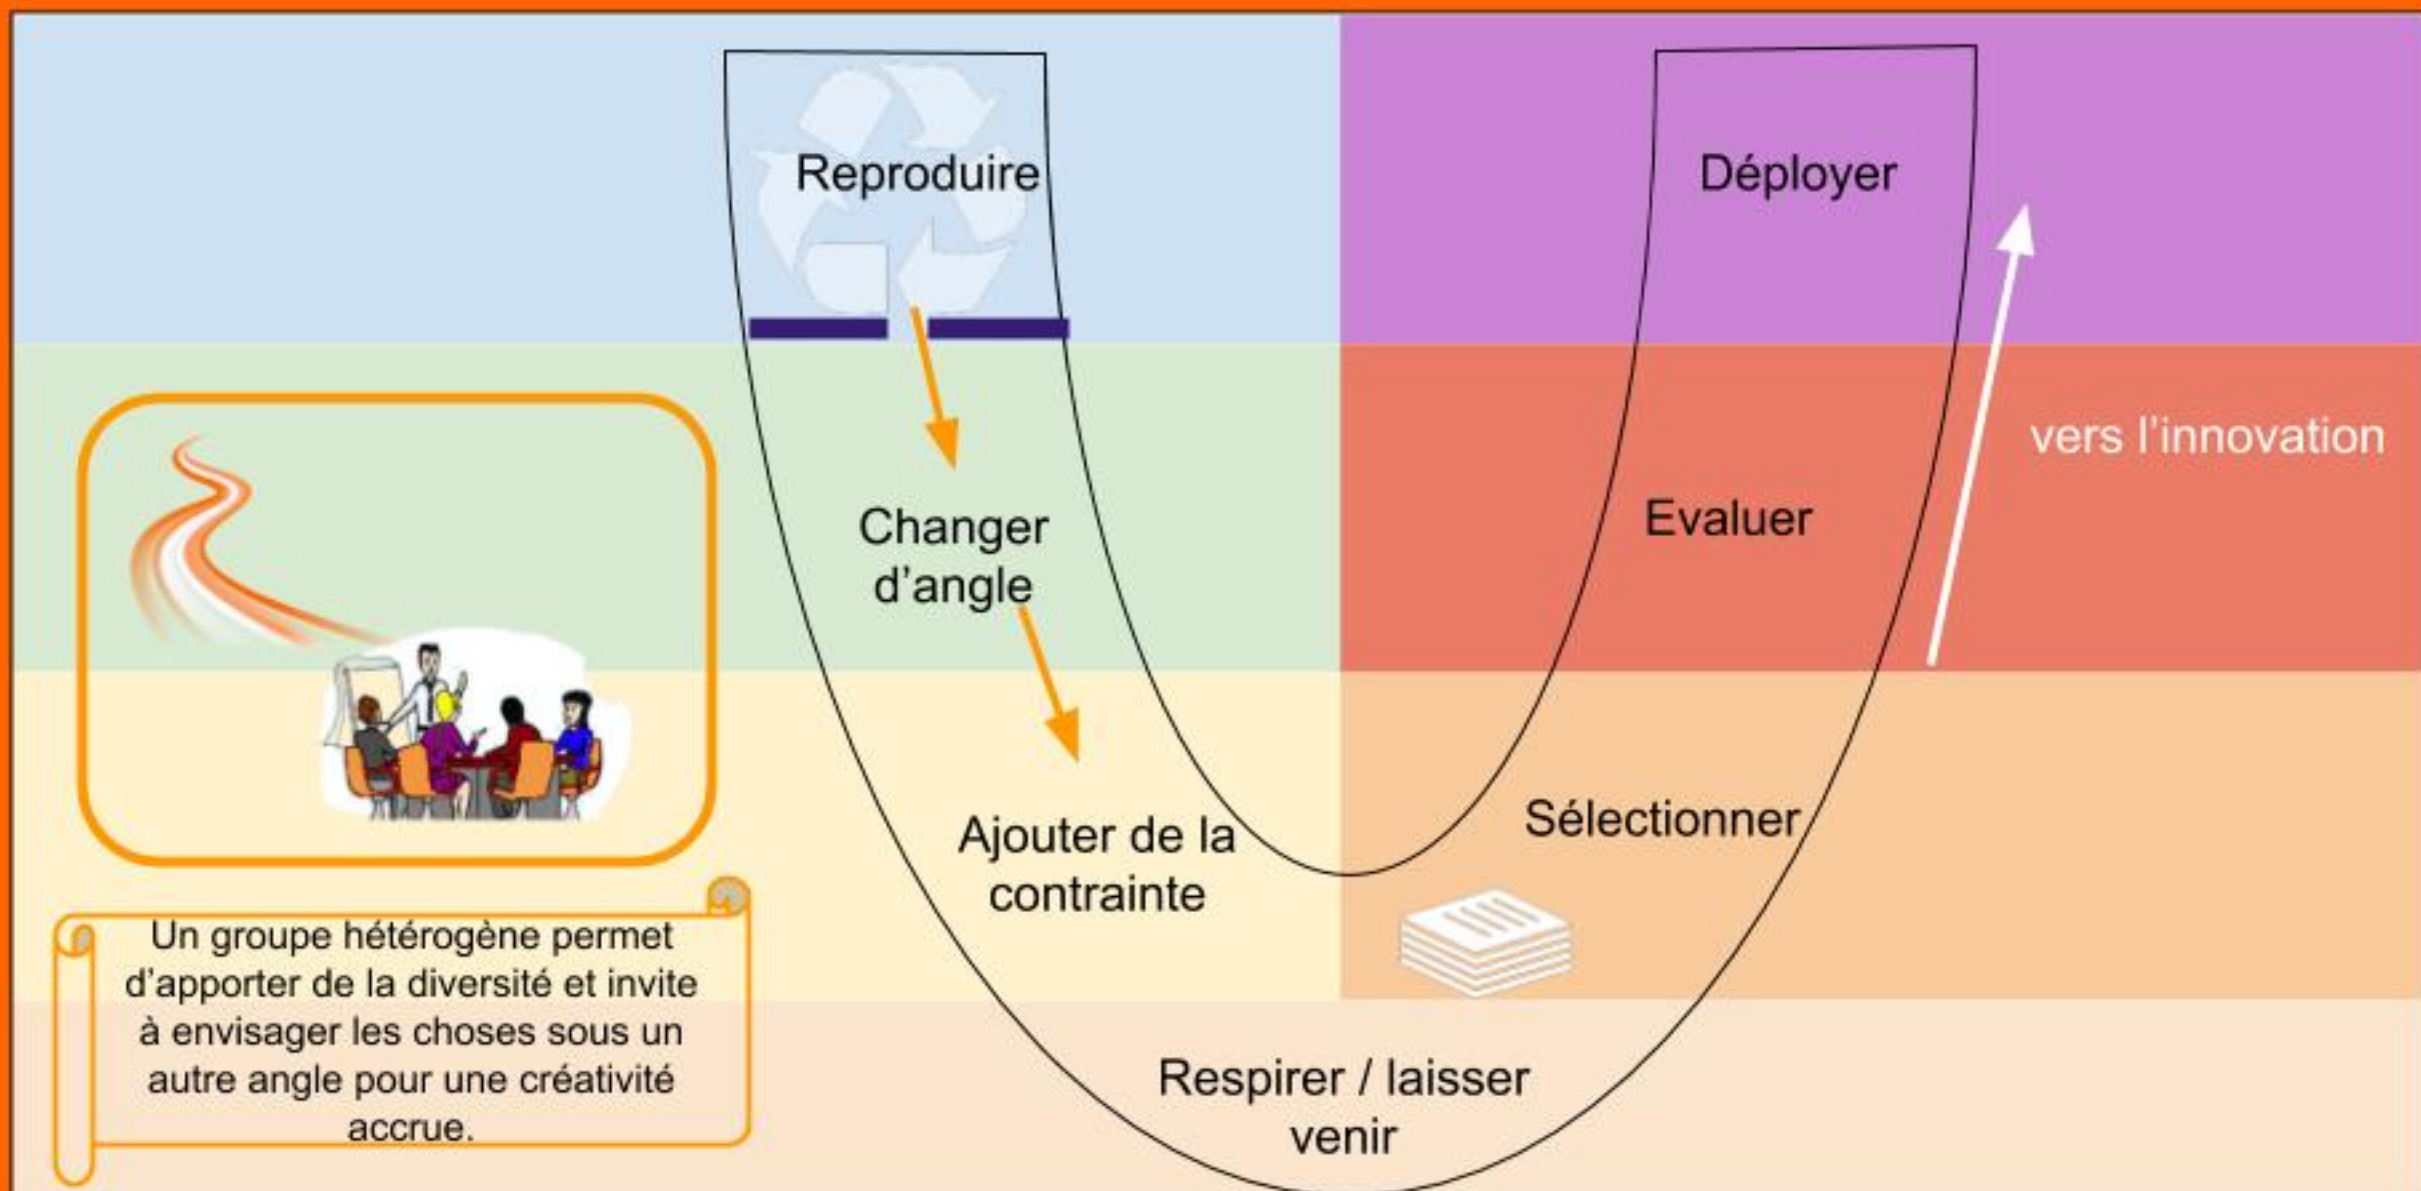 Reproduire
Déployer
vers l'innovation
Changer
d'angle
Evaluer
Ajouter de la
contrainte
Sélectionner
Un groupe hétérogène permet
d'apporter de la diversité et invite
à envisager les choses sous un
autre angle pour une créativité
accrue.
Respirer / laisser
venir